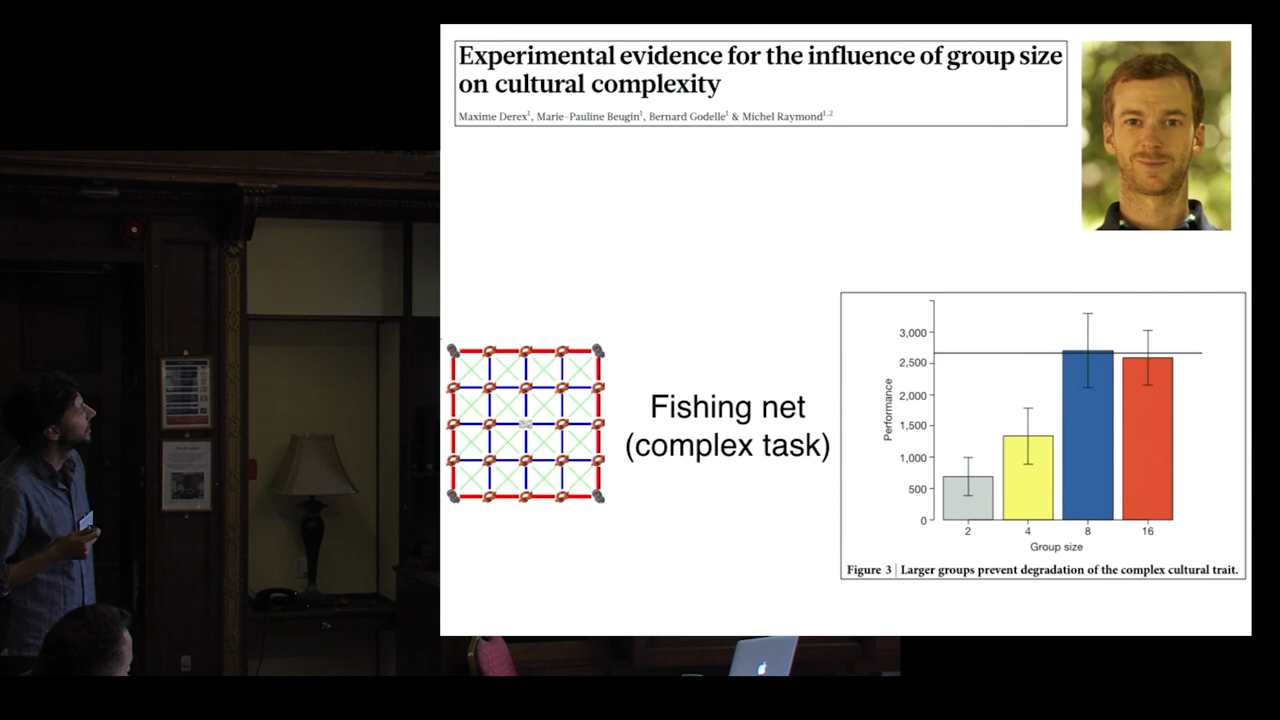 Experimental evidence for the influence of group size
on cultural complexity
Maxime Derex1, Marie-Pauline Beugin1, Bernard Godelle1 & Michel Raymond1,2
Fishing net
(complex task)
Performance
3,000
2,500
2,000
1,500
1,000
500
0
2 4 8 16
Group size
Figure 3 | Larger groups prevent degradation of the complex cultural trait.